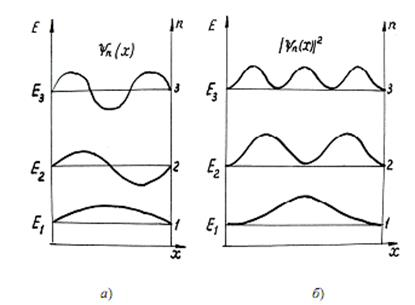 E n E n
Ψₙ(x) |Ψₙ(x)|²
E₃ 3 E₃ 3
E₂ 2 E₂ 2
E₁ 1 E₁ 1
x x
а) б)